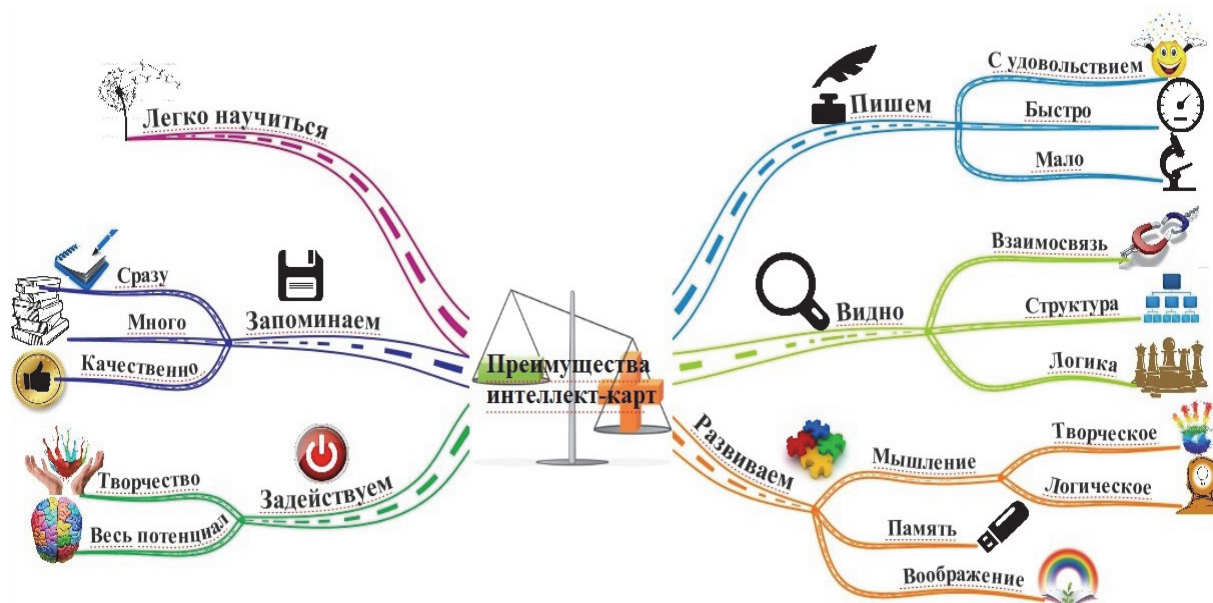 Преимущества
интеллект-карт
Пишем
С удовольствием
Быстро
Мало
Видно
Взаимосвязь
Структура
Логика
Развиваем
Мышление
Творческое
Логическое
Память
Воображение
Задействуем
Творчество
Весь потенциал
Запоминаем
Сразу
Много
Качественно
Легко научиться